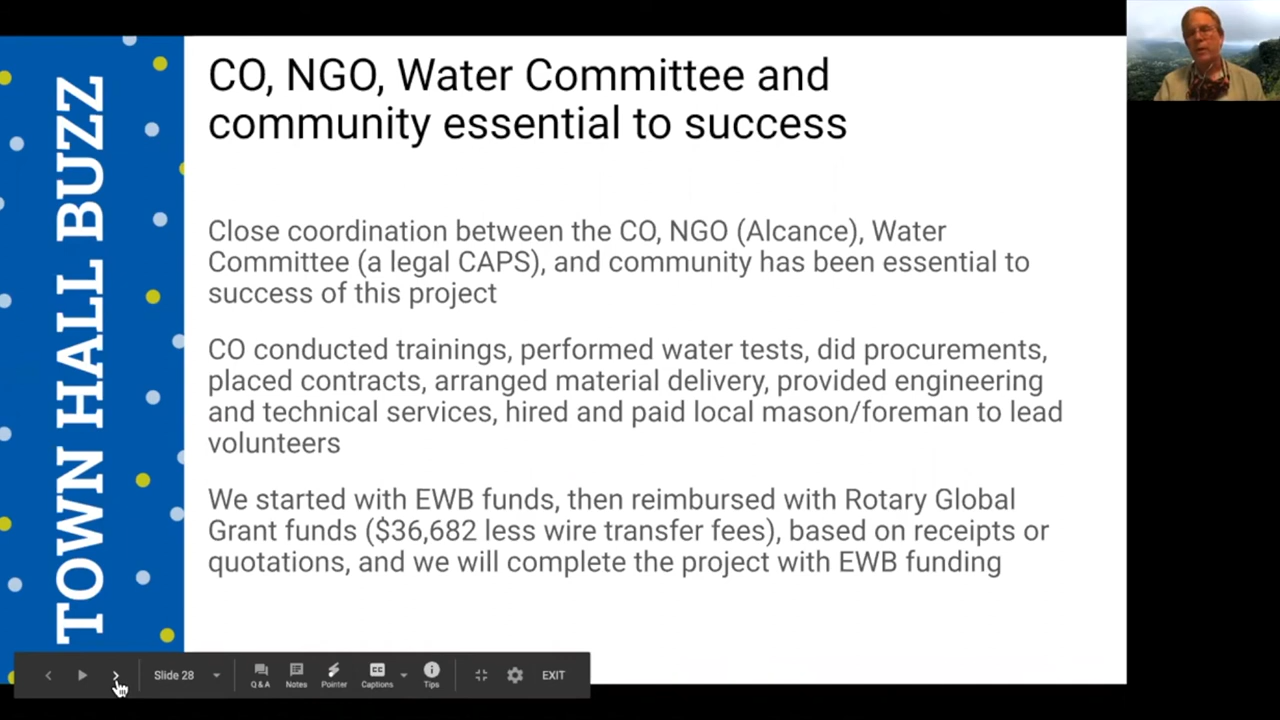 TOWN HALL BUZZ
CO, NGO, Water Committee and
community essential to success
Close coordination between the CO, NGO (Alcance), Water
Committee (a legal CAPS), and community has been essential to
success of this project
CO conducted trainings, performed water tests, did procurements,
placed contracts, arranged material delivery, provided engineering
and technical services, hired and paid local mason/foreman to lead
volunteers
We started with EWB funds, then reimbursed with Rotary Global
Grant funds ($36,682 less wire transfer fees), based on receipts or
quotations, and we will complete the project with EWB funding
Slide 28
Q&A
Notes
Pointer
CC
Captions
Tips
EXIT